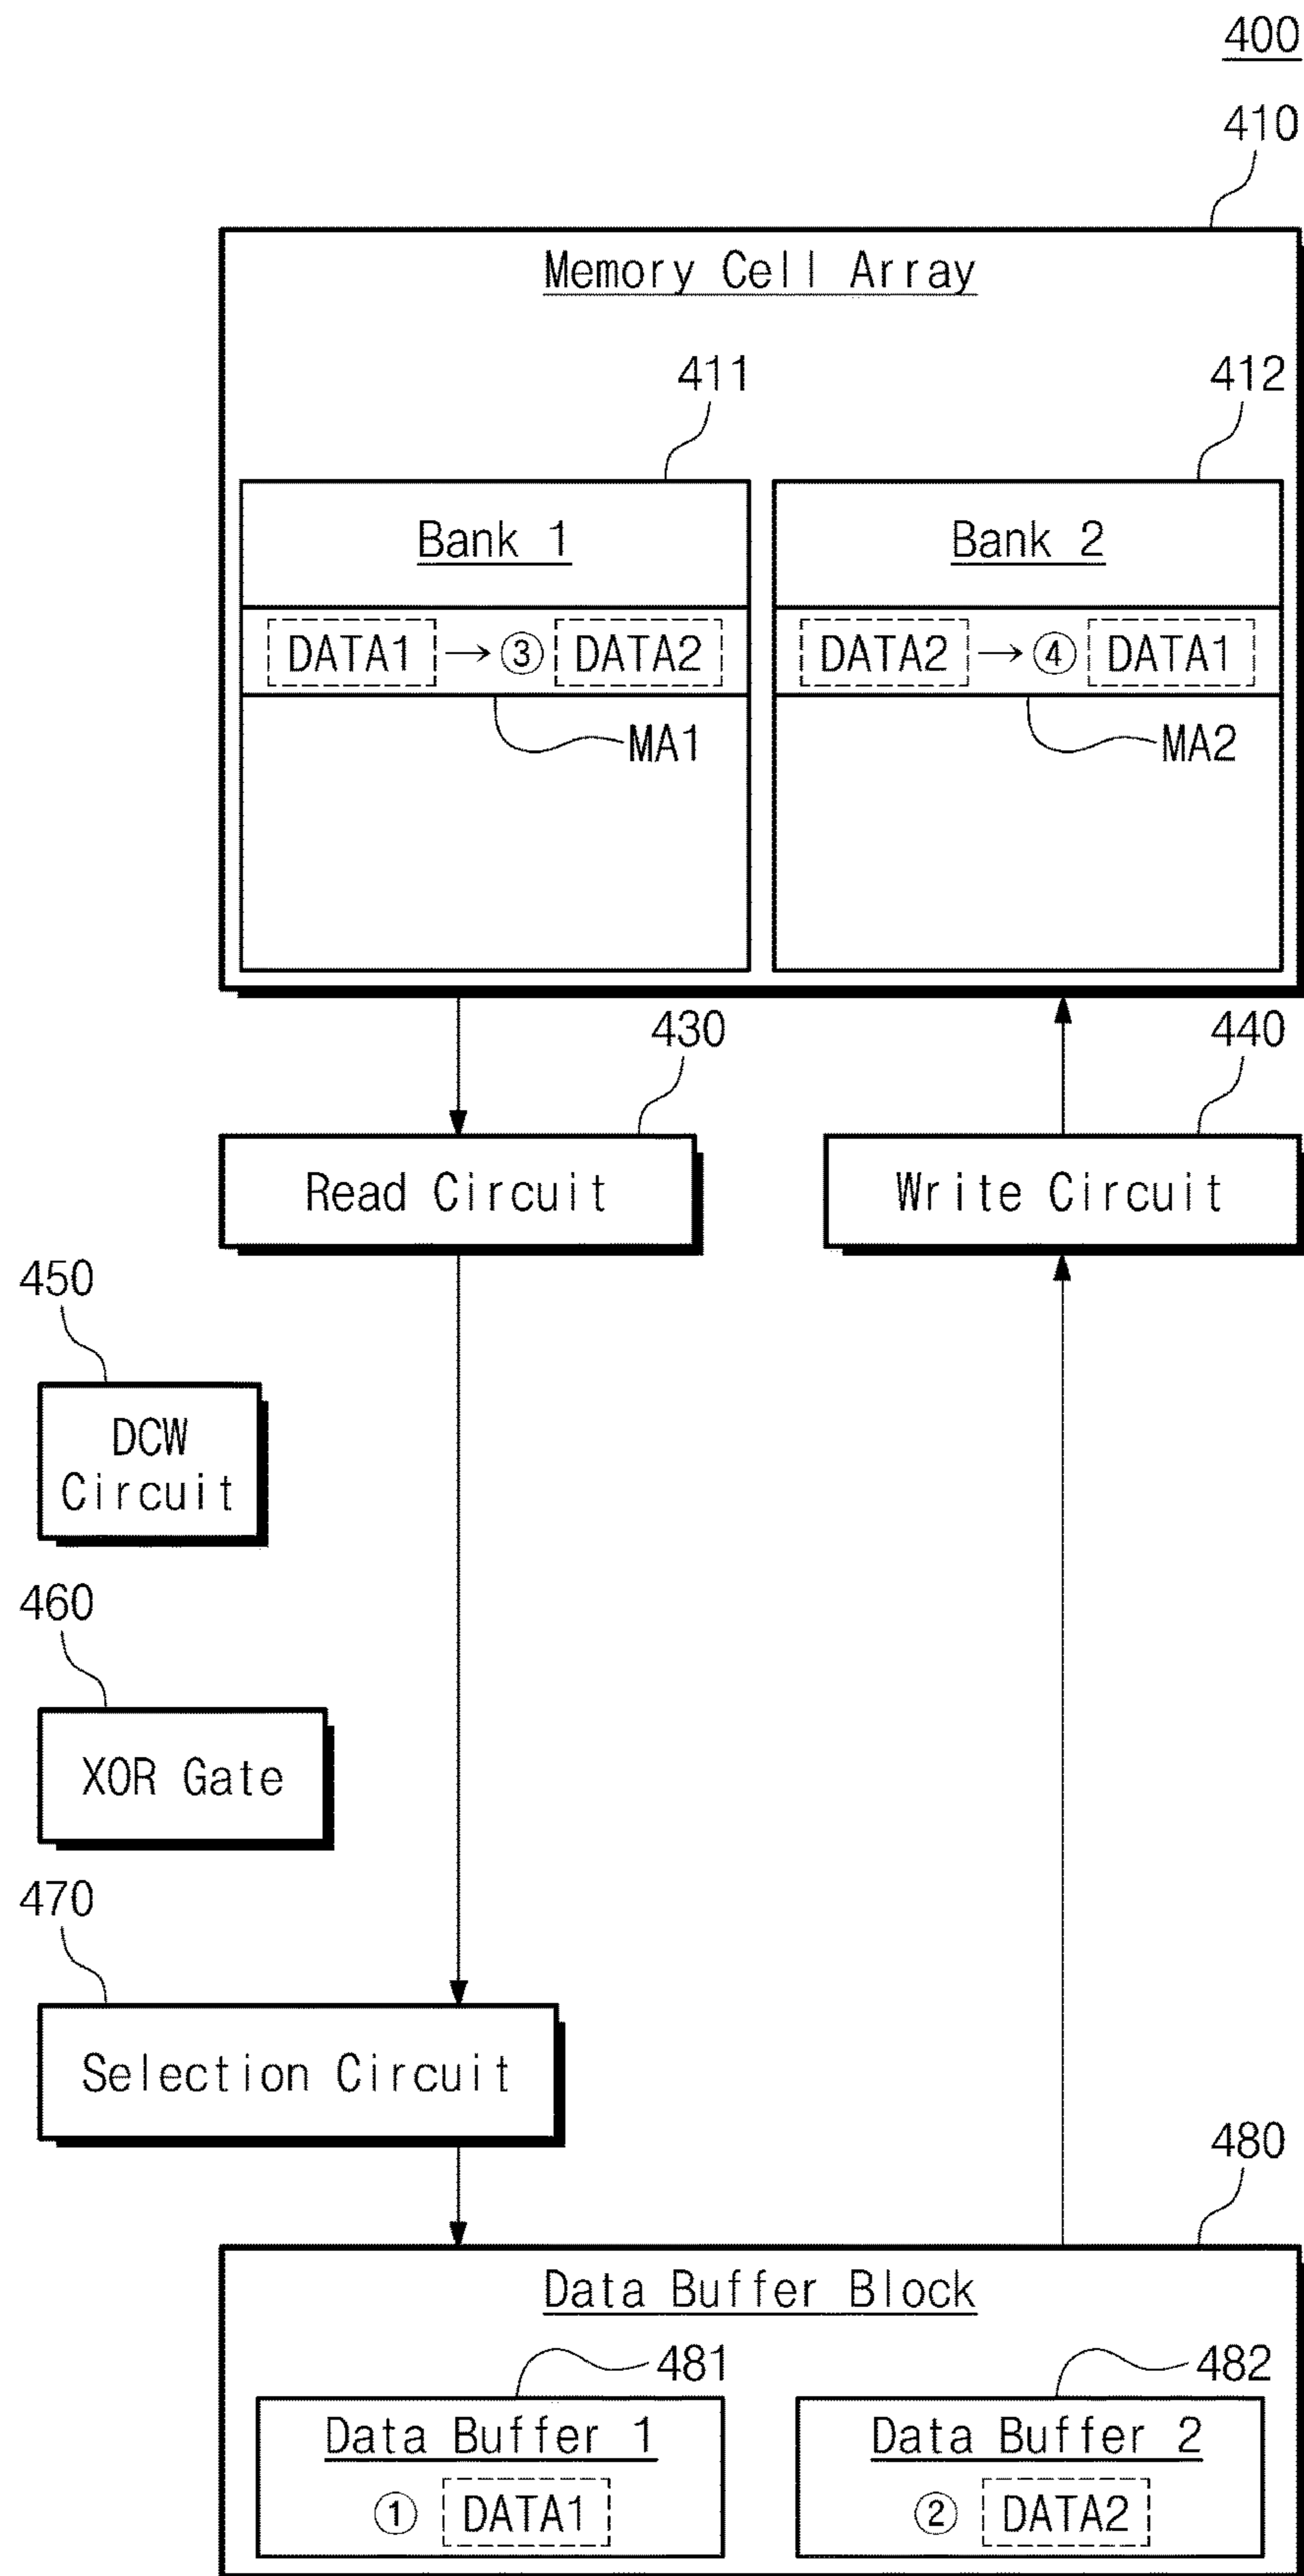 400
410
Memory Cell Array
411
412
Bank 1
Bank 2
DATA1 → ③ DATA2
DATA2 → ④ DATA1
MA1
MA2
430
440
Read Circuit
Write Circuit
450
DCW
Circuit
460
XOR Gate
470
Selection Circuit
480
Data Buffer Block
481
482
Data Buffer 1
Data Buffer 2
① DATA1
② DATA2